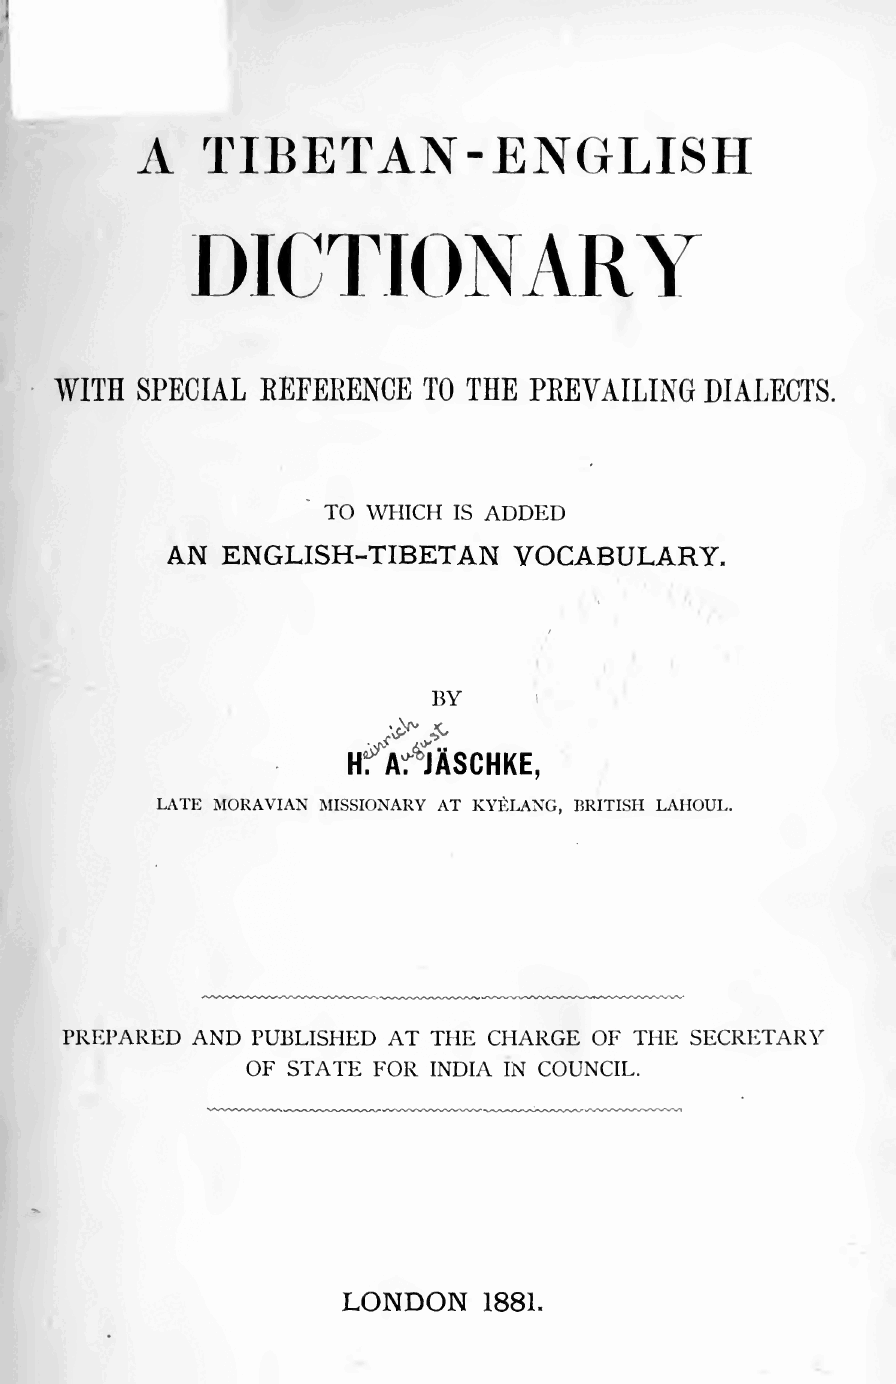 A TIBETAN-ENGLISH
DICTIONARY
WITH SPECIAL REFERENCE TO THE PREVAILING DIALECTS.
TO WHICH IS ADDED
AN ENGLISH-TIBETAN VOCABULARY.
BY
einrich ugust
H. A. JÄSCHKE,
LATE MORAVIAN MISSIONARY AT KYÈLANG, BRITISH LAHOUL.
PREPARED AND PUBLISHED AT THE CHARGE OF THE SECRETARY
OF STATE FOR INDIA IN COUNCIL.
LONDON 1881.